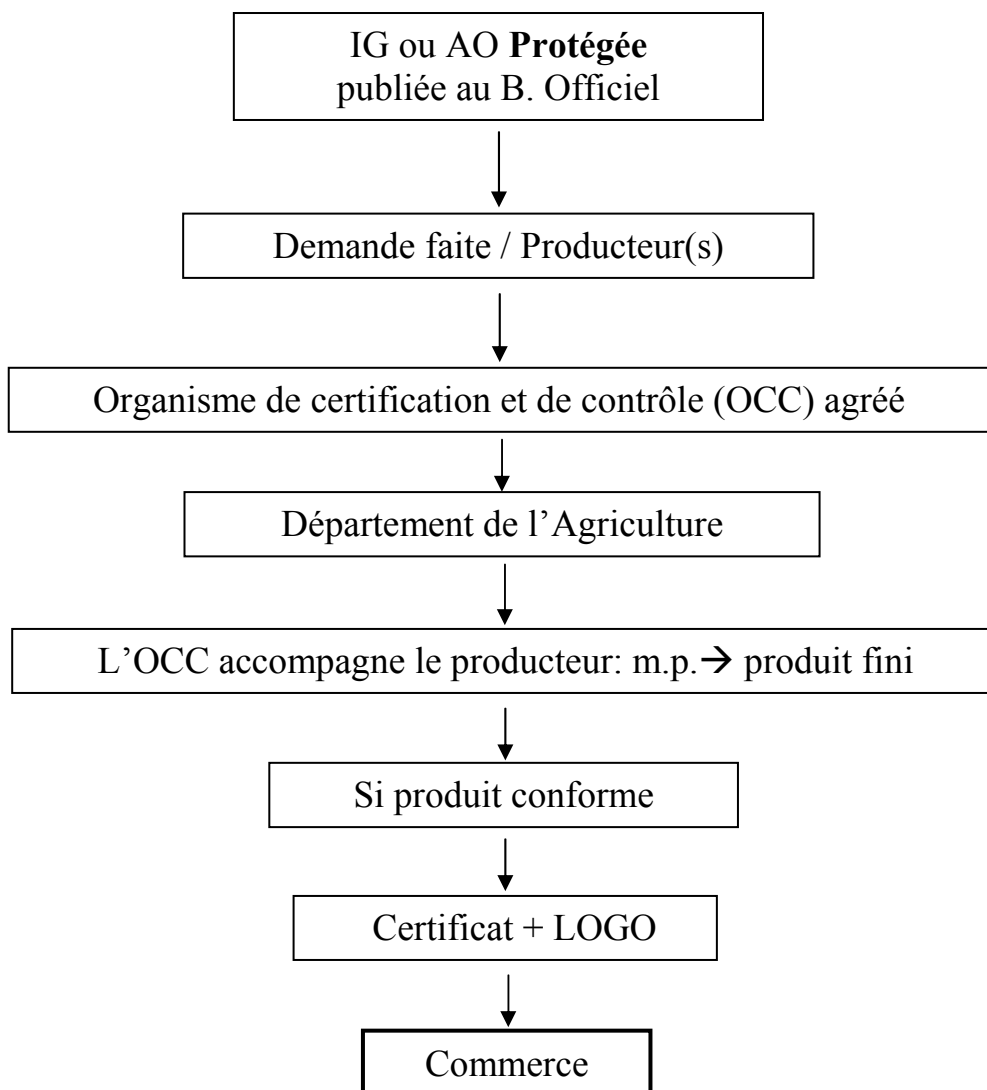 IG ou AO Protégée
publiée au B. Officiel
Demande faite / Producteur(s)
Organisme de certification et de contrôle (OCC) agréé
Département de l’Agriculture
L’OCC accompagne le producteur: m.p.→ produit fini
Si produit conforme
Certificat + LOGO
Commerce